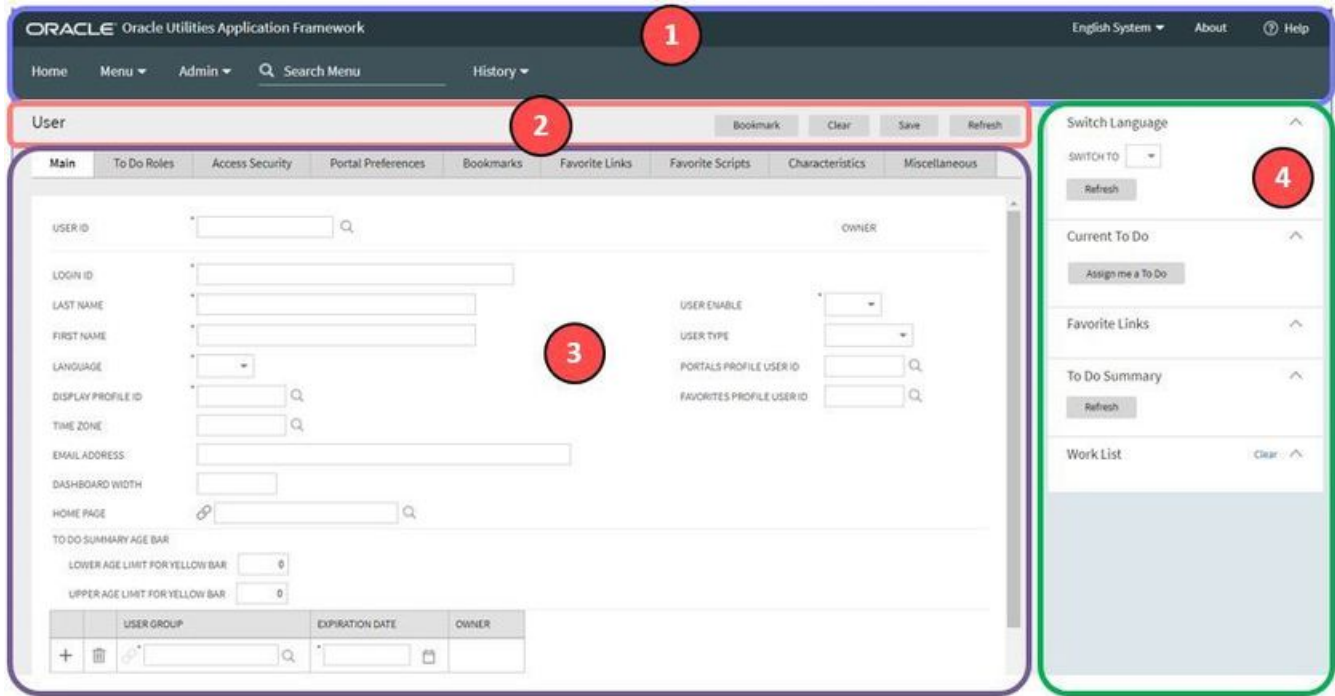 ORACLE Oracle Utilities Application Framework
1
English System About ? Help
Home Menu Admin Search Menu History
User
2
Bookmark Clear Save Refresh
Main To Do Roles Access Security Portal Preferences Bookmarks Favorite Links Favorite Scripts Characteristics Miscellaneous
USER ID *
OWNER
LOGIN ID *
LAST NAME *
USER ENABLE *
FIRST NAME *
USER TYPE
3
LANGUAGE *
PORTALS PROFILE USER ID
DISPLAY PROFILE ID *
FAVORITES PROFILE USER ID
TIME ZONE
EMAIL ADDRESS
DASHBOARD WIDTH
HOME PAGE
TO DO SUMMARY AGE BAR
LOWER AGE LIMIT FOR YELLOW BAR 0
UPPER AGE LIMIT FOR YELLOW BAR 0
USER GROUP EXPIRATION DATE OWNER
+ * *
Switch Language
SWITCH TO
4
Refresh
Current To Do
Assign me a To Do
Favorite Links
To Do Summary
Refresh
Work List Clear